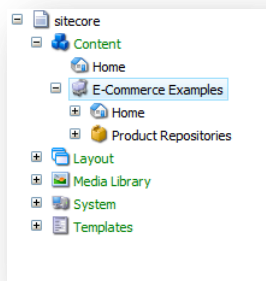 sitecore
Content
Home
E-Commerce Examples
Home
Product Repositories
Layout
Media Library
System
Templates